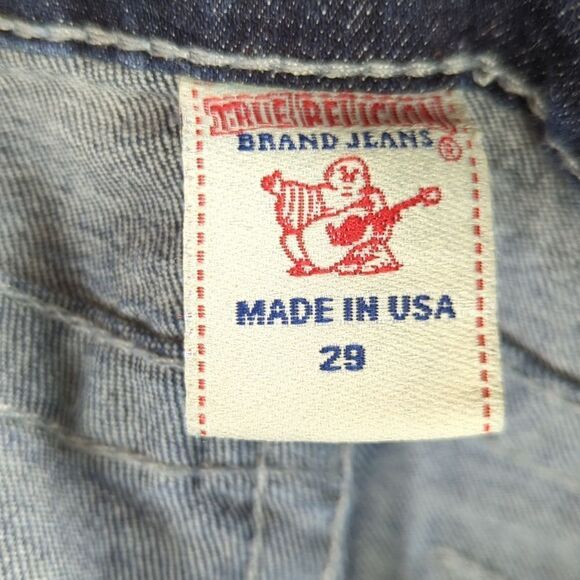 TRUE RELIGION
BRAND JEANS®
MADE IN USA
29